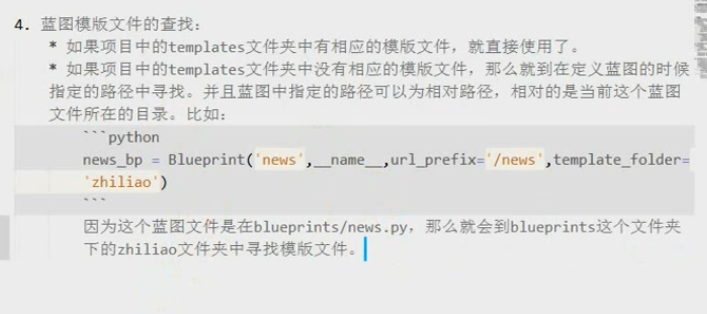 4. 蓝图模版文件的查找：
* 如果项目中的templates文件夹中有相应的模版文件，就直接使用了。
* 如果项目中的templates文件夹中没有相应的模版文件，那么就到在定义蓝图的时候
指定的路径中寻找。并且蓝图中指定的路径可以为相对路径，相对的是当前这个蓝图
文件所在的目录。比如：
```python
news_bp = Blueprint('news',__name__,url_prefix='/news',template_folder=
'zhiliao')
```
因为这个蓝图文件是在blueprints/news.py，那么就会到blueprints这个文件夹
下的zhiliao文件夹中寻找模版文件。